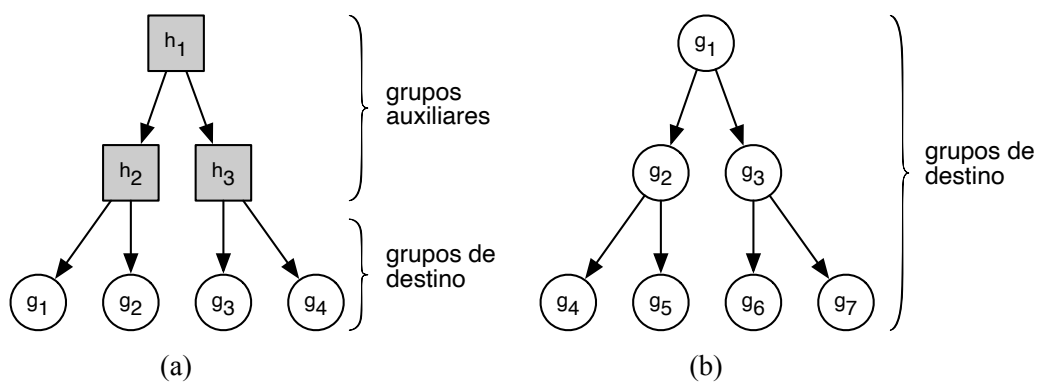 h1
grupos
auxiliares
h2 h3
grupos de
destino
g1 g2 g3 g4
(a)
g1
g2 g3
grupos de
destino
g4 g5 g6 g7
(b)